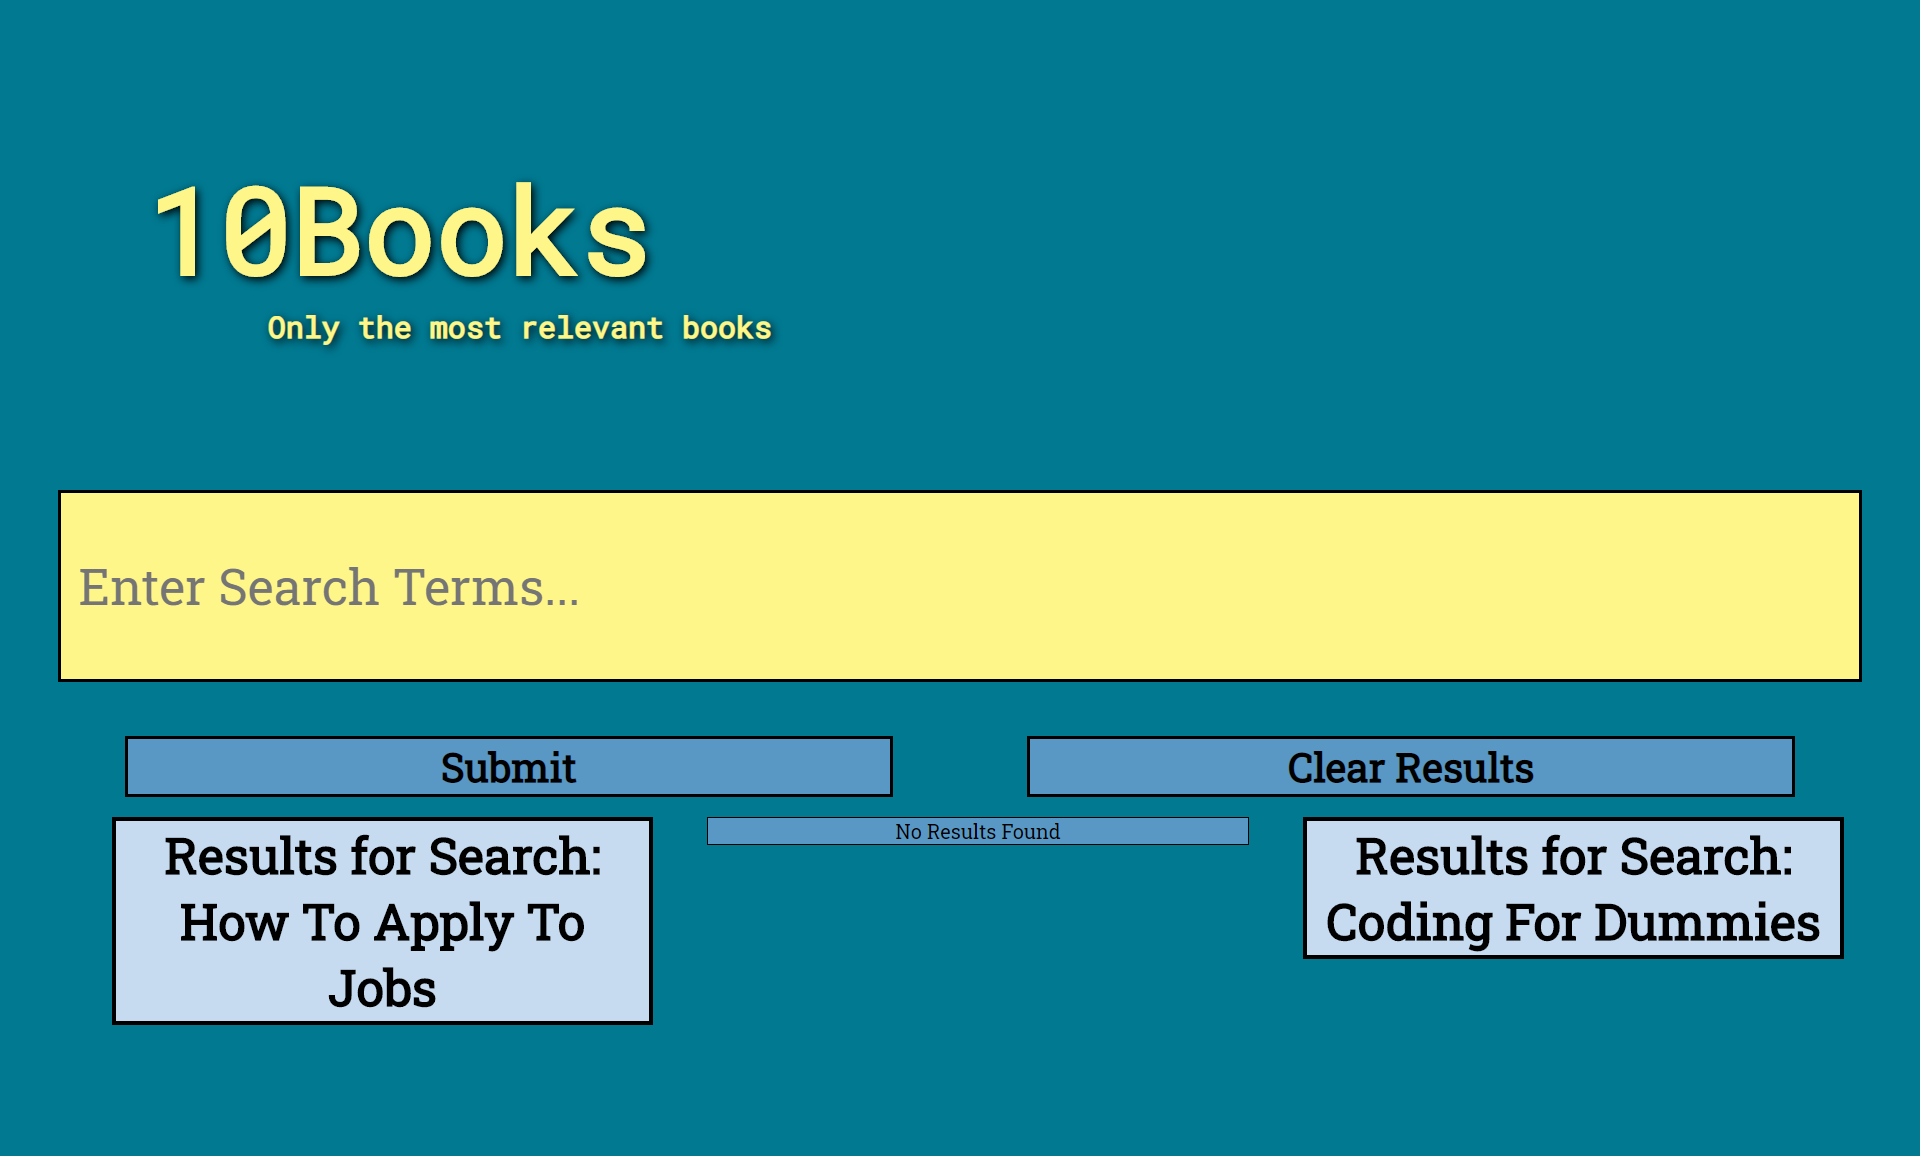 10Books
Only the most relevant books
Enter Search Terms...
Submit
Clear Results
Results for Search:
How To Apply To
Jobs
No Results Found
Results for Search:
Coding For Dummies